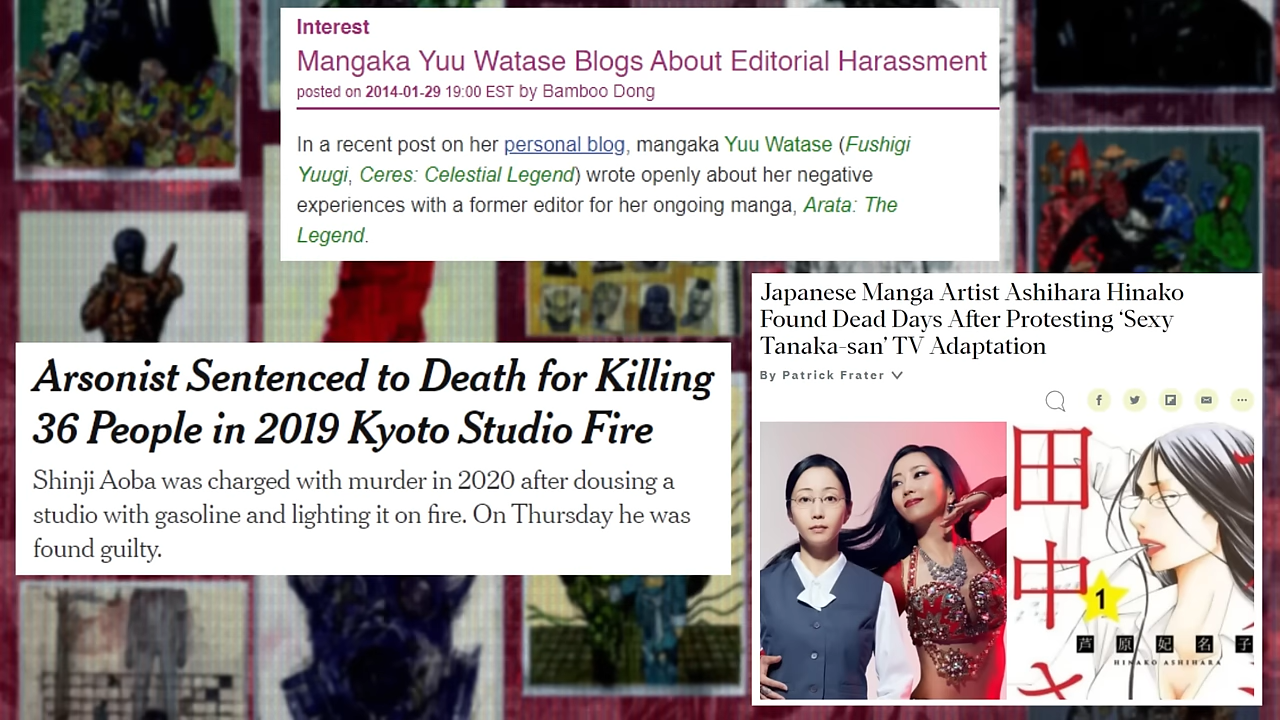 Interest
Mangaka Yuu Watase Blogs About Editorial Harassment
posted on 2014-01-29 19:00 EST by Bamboo Dong
In a recent post on her personal blog, mangaka Yuu Watase (Fushigi
Yuugi, Ceres: Celestial Legend) wrote openly about her negative
experiences with a former editor for her ongoing manga, Arata: The
Legend.
Arsonist Sentenced to Death for Killing
36 People in 2019 Kyoto Studio Fire
Shinji Aoba was charged with murder in 2020 after dousing a
studio with gasoline and lighting it on fire. On Thursday he was
found guilty.
Japanese Manga Artist Ashihara Hinako
Found Dead Days After Protesting ‘Sexy
Tanaka-san’ TV Adaptation
By Patrick Frater
田中
1
芦原妃名子
HINAKO ASHIHARA